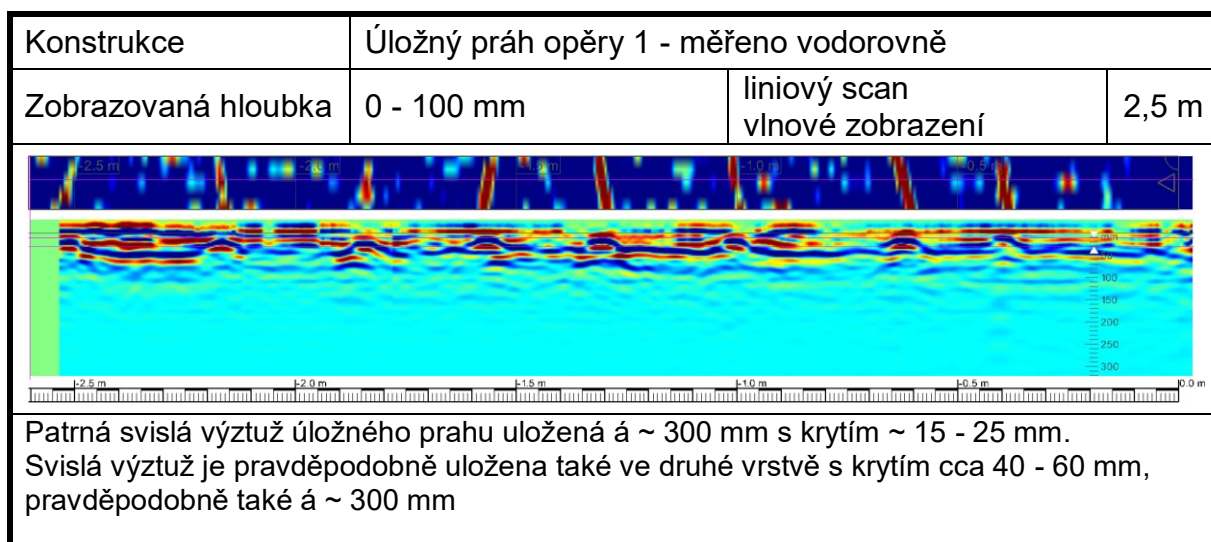 Konstrukce
Úložný práh opěry 1 - měřeno vodorovně
Zobrazovaná hloubka
0 - 100 mm
liniový scan
vlnové zobrazení
2,5 m
-2.5 m
-2.0 m
-1.5 m
-1.0 m
-0.5 m
mm
50
100
150
200
250
300
-2.5 m
-2.0 m
-1.5 m
-1.0 m
-0.5 m
0.0 m
Patrná svislá výztuž úložného prahu uložená á ~ 300 mm s krytím ~ 15 - 25 mm.
Svislá výztuž je pravděpodobně uložena také ve druhé vrstvě s krytím cca 40 - 60 mm,
pravděpodobně také á ~ 300 mm